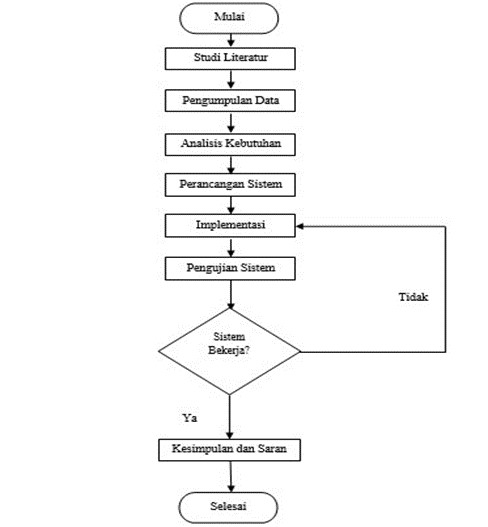 Mulai
Studi Literatur
Pengumpulan Data
Analisis Kebutuhan
Perancangan Sistem
Implementasi
Pengujian Sistem
Tidak
Sistem
Bekerja?
Ya
Kesimpulan dan Saran
Selesai